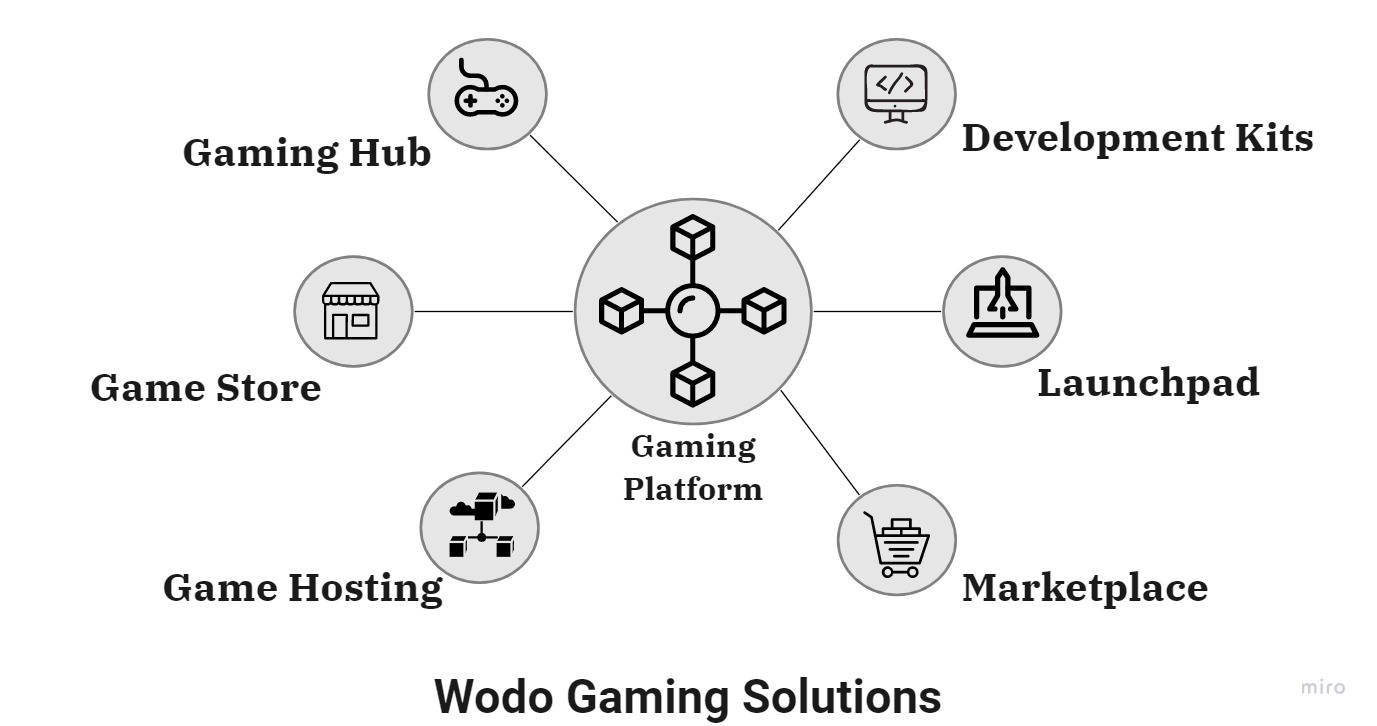 Gaming Hub
Development Kits
Game Store
Launchpad
Gaming
Platform
Game Hosting
Marketplace
Wodo Gaming Solutions
miro